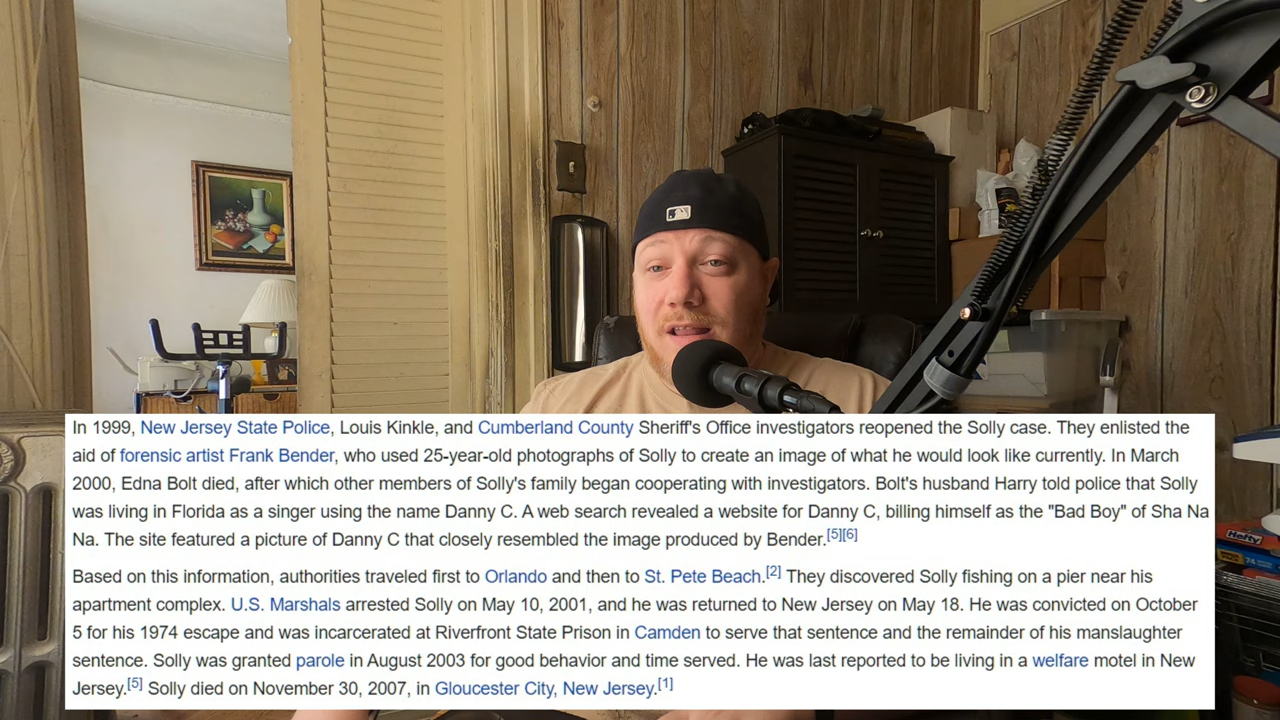 In 1999, New Jersey State Police, Louis Kinkle, and Cumberland County Sheriff's Office investigators reopened the Solly case. They enlisted the
aid of forensic artist Frank Bender, who used 25-year-old photographs of Solly to create an image of what he would look like currently. In March
2000, Edna Bolt died, after which other members of Solly's family began cooperating with investigators. Bolt's husband Harry told police that Solly
was living in Florida as a singer using the name Danny C. A web search revealed a website for Danny C, billing himself as the "Bad Boy" of Sha Na
Na. The site featured a picture of Danny C that closely resembled the image produced by Bender.[5][6]
Based on this information, authorities traveled first to Orlando and then to St. Pete Beach.[2] They discovered Solly fishing on a pier near his
apartment complex. U.S. Marshals arrested Solly on May 10, 2001, and he was returned to New Jersey on May 18. He was convicted on October
5 for his 1974 escape and was incarcerated at Riverfront State Prison in Camden to serve that sentence and the remainder of his manslaughter
sentence. Solly was granted parole in August 2003 for good behavior and time served. He was last reported to be living in a welfare motel in New
Jersey.[5] Solly died on November 30, 2007, in Gloucester City, New Jersey.[1]
Hefty